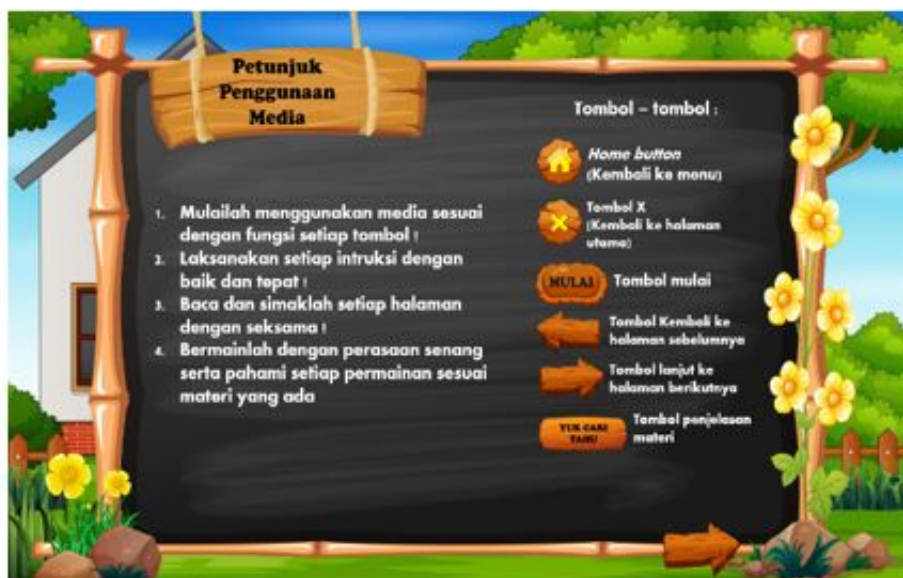 Petunjuk
Penggunaan
Media
1. Mulailah menggunakan media sesuai
dengan fungsi setiap tombol !
2. Laksanakan setiap intruksi dengan
baik dan tepat !
3. Baca dan simaklah setiap halaman
dengan seksama !
4. Bermainlah dengan perasaan senang
serta pahami setiap permainan sesuai
materi yang ada
Tombol – tombol :
Home button
(Kembali ke menu)
Tombol X
(Kembali ke halaman
utama)
MULAI
Tombol mulai
Tombol Kembali ke
halaman sebelumnya
Tombol lanjut ke
halaman berikutnya
YUK CARI
TAHU
Tombol penjelasan
materi